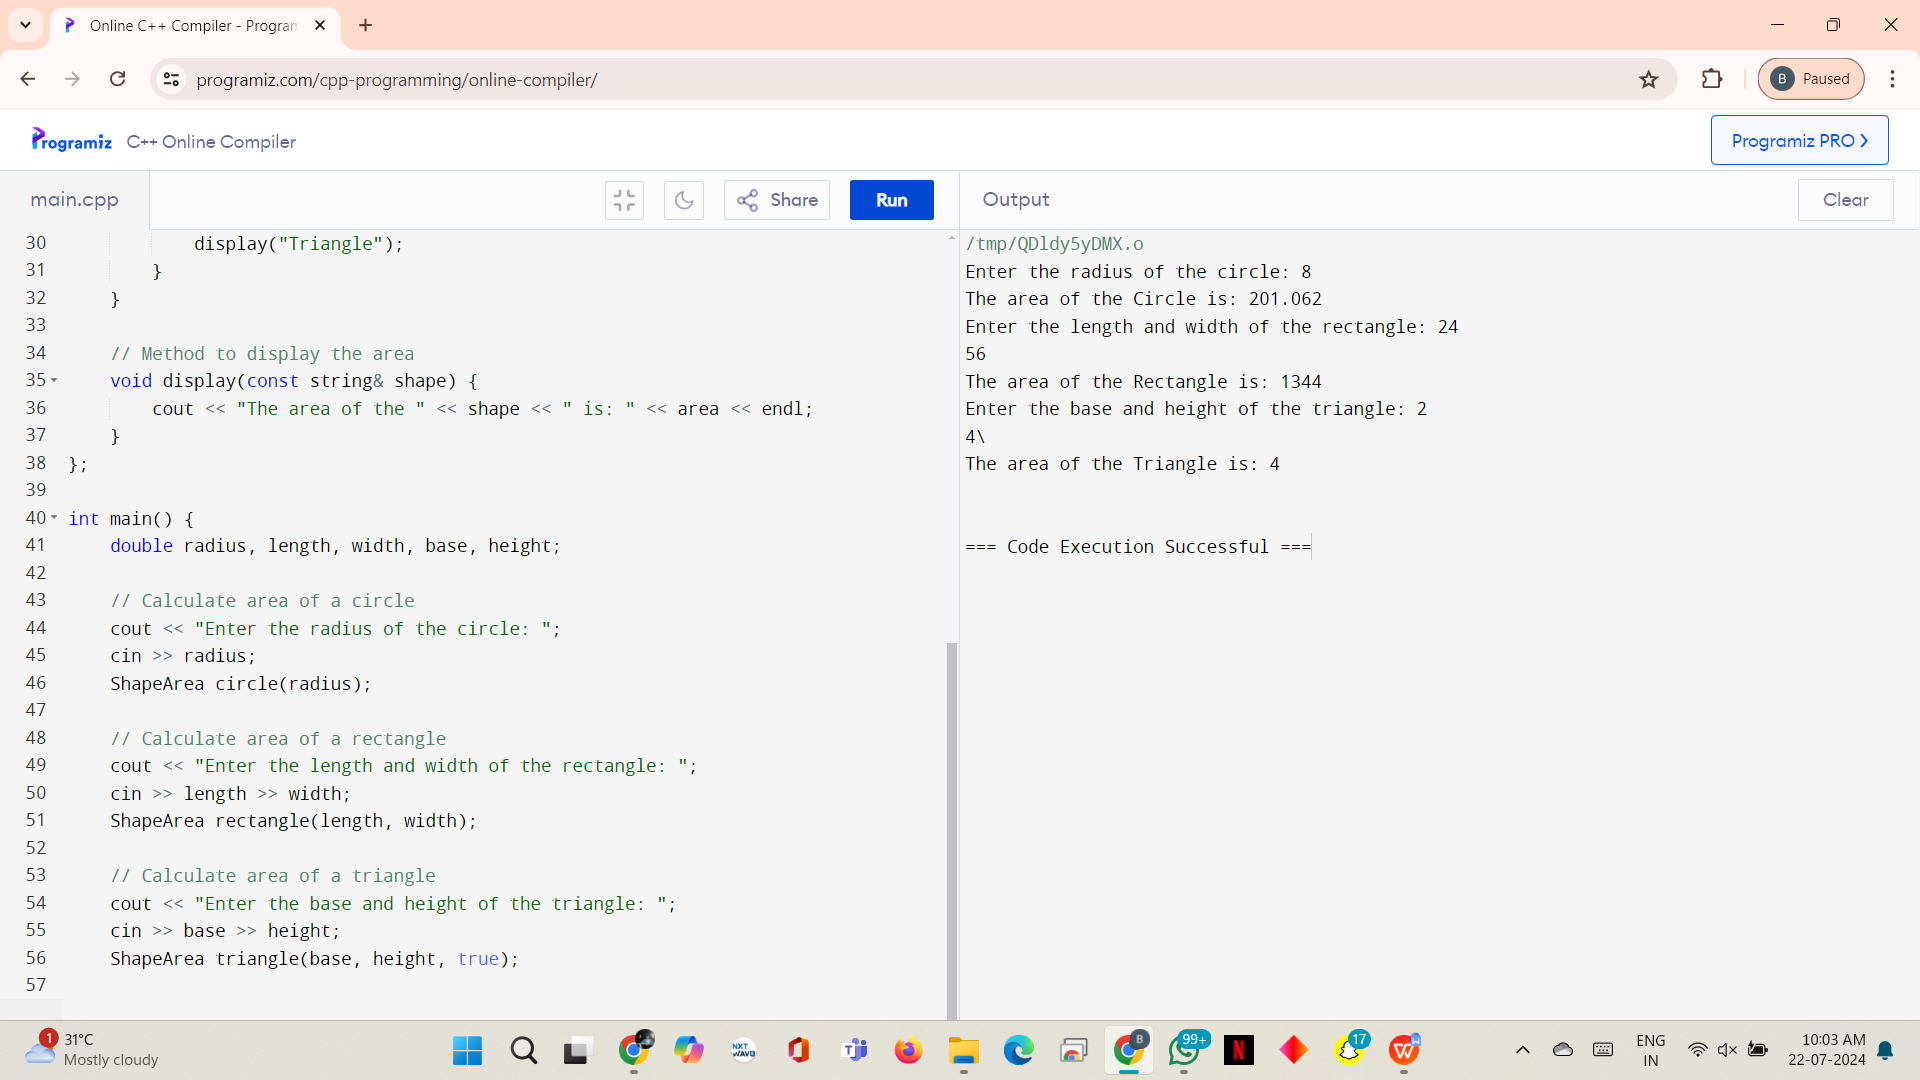 Online C++ Compiler - Program
programiz.com/cpp-programming/online-compiler/
B Paused
Programiz C++ Online Compiler
Programiz PRO
main.cpp
Share
Run
Output
Clear
30 display("Triangle");
31 }
32 }
33
34 // Method to display the area
35 void display(const string& shape) {
36 cout << "The area of the " << shape << " is: " << area << endl;
37 }
38 };
39
40 int main() {
41 double radius, length, width, base, height;
42
43 // Calculate area of a circle
44 cout << "Enter the radius of the circle: ";
45 cin >> radius;
46 ShapeArea circle(radius);
47
48 // Calculate area of a rectangle
49 cout << "Enter the length and width of the rectangle: ";
50 cin >> length >> width;
51 ShapeArea rectangle(length, width);
52
53 // Calculate area of a triangle
54 cout << "Enter the base and height of the triangle: ";
55 cin >> base >> height;
56 ShapeArea triangle(base, height, true);
57
/tmp/QDldy5yDMX.o
Enter the radius of the circle: 8
The area of the Circle is: 201.062
Enter the length and width of the rectangle: 24
56
The area of the Rectangle is: 1344
Enter the base and height of the triangle: 2
4\
The area of the Triangle is: 4
=== Code Execution Successful ===
1
31°C
Mostly cloudy
NXT
WAVE
B
99+
N
17
W
ENG
IN
10:03 AM
22-07-2024